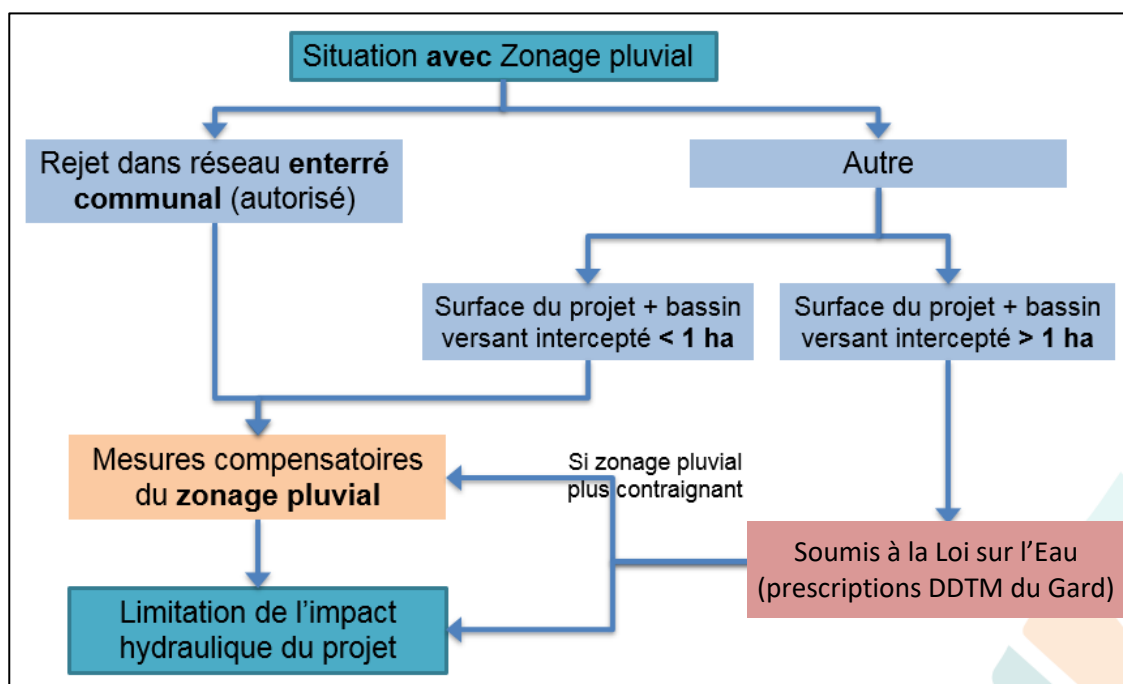 Situation avec Zonage pluvial
Rejet dans réseau enterré
communal (autorisé)
Autre
Surface du projet + bassin
versant intercepté < 1 ha
Surface du projet + bassin
versant intercepté > 1 ha
Mesures compensatoires
du zonage pluvial
Si zonage pluvial
plus contraignant
Soumis à la Loi sur l’Eau
(prescriptions DDTM du Gard)
Limitation de l’impact
hydraulique du projet